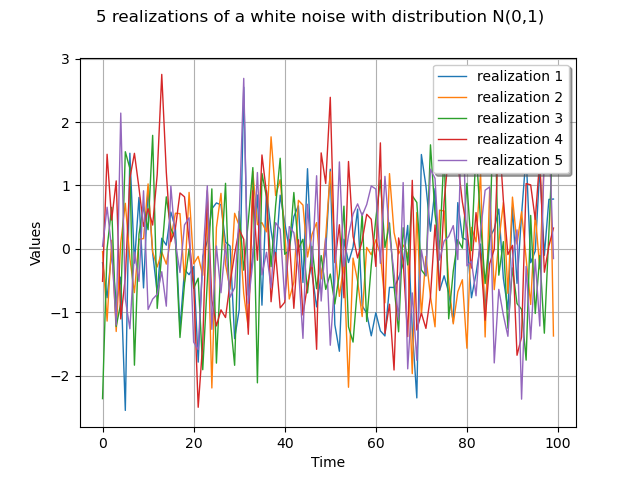 5 realizations of a white noise with distribution N(0,1)
3
2
1
0
−1
−2
Values
realization 1
realization 2
realization 3
realization 4
realization 5
0 20 40 60 80 100
Time